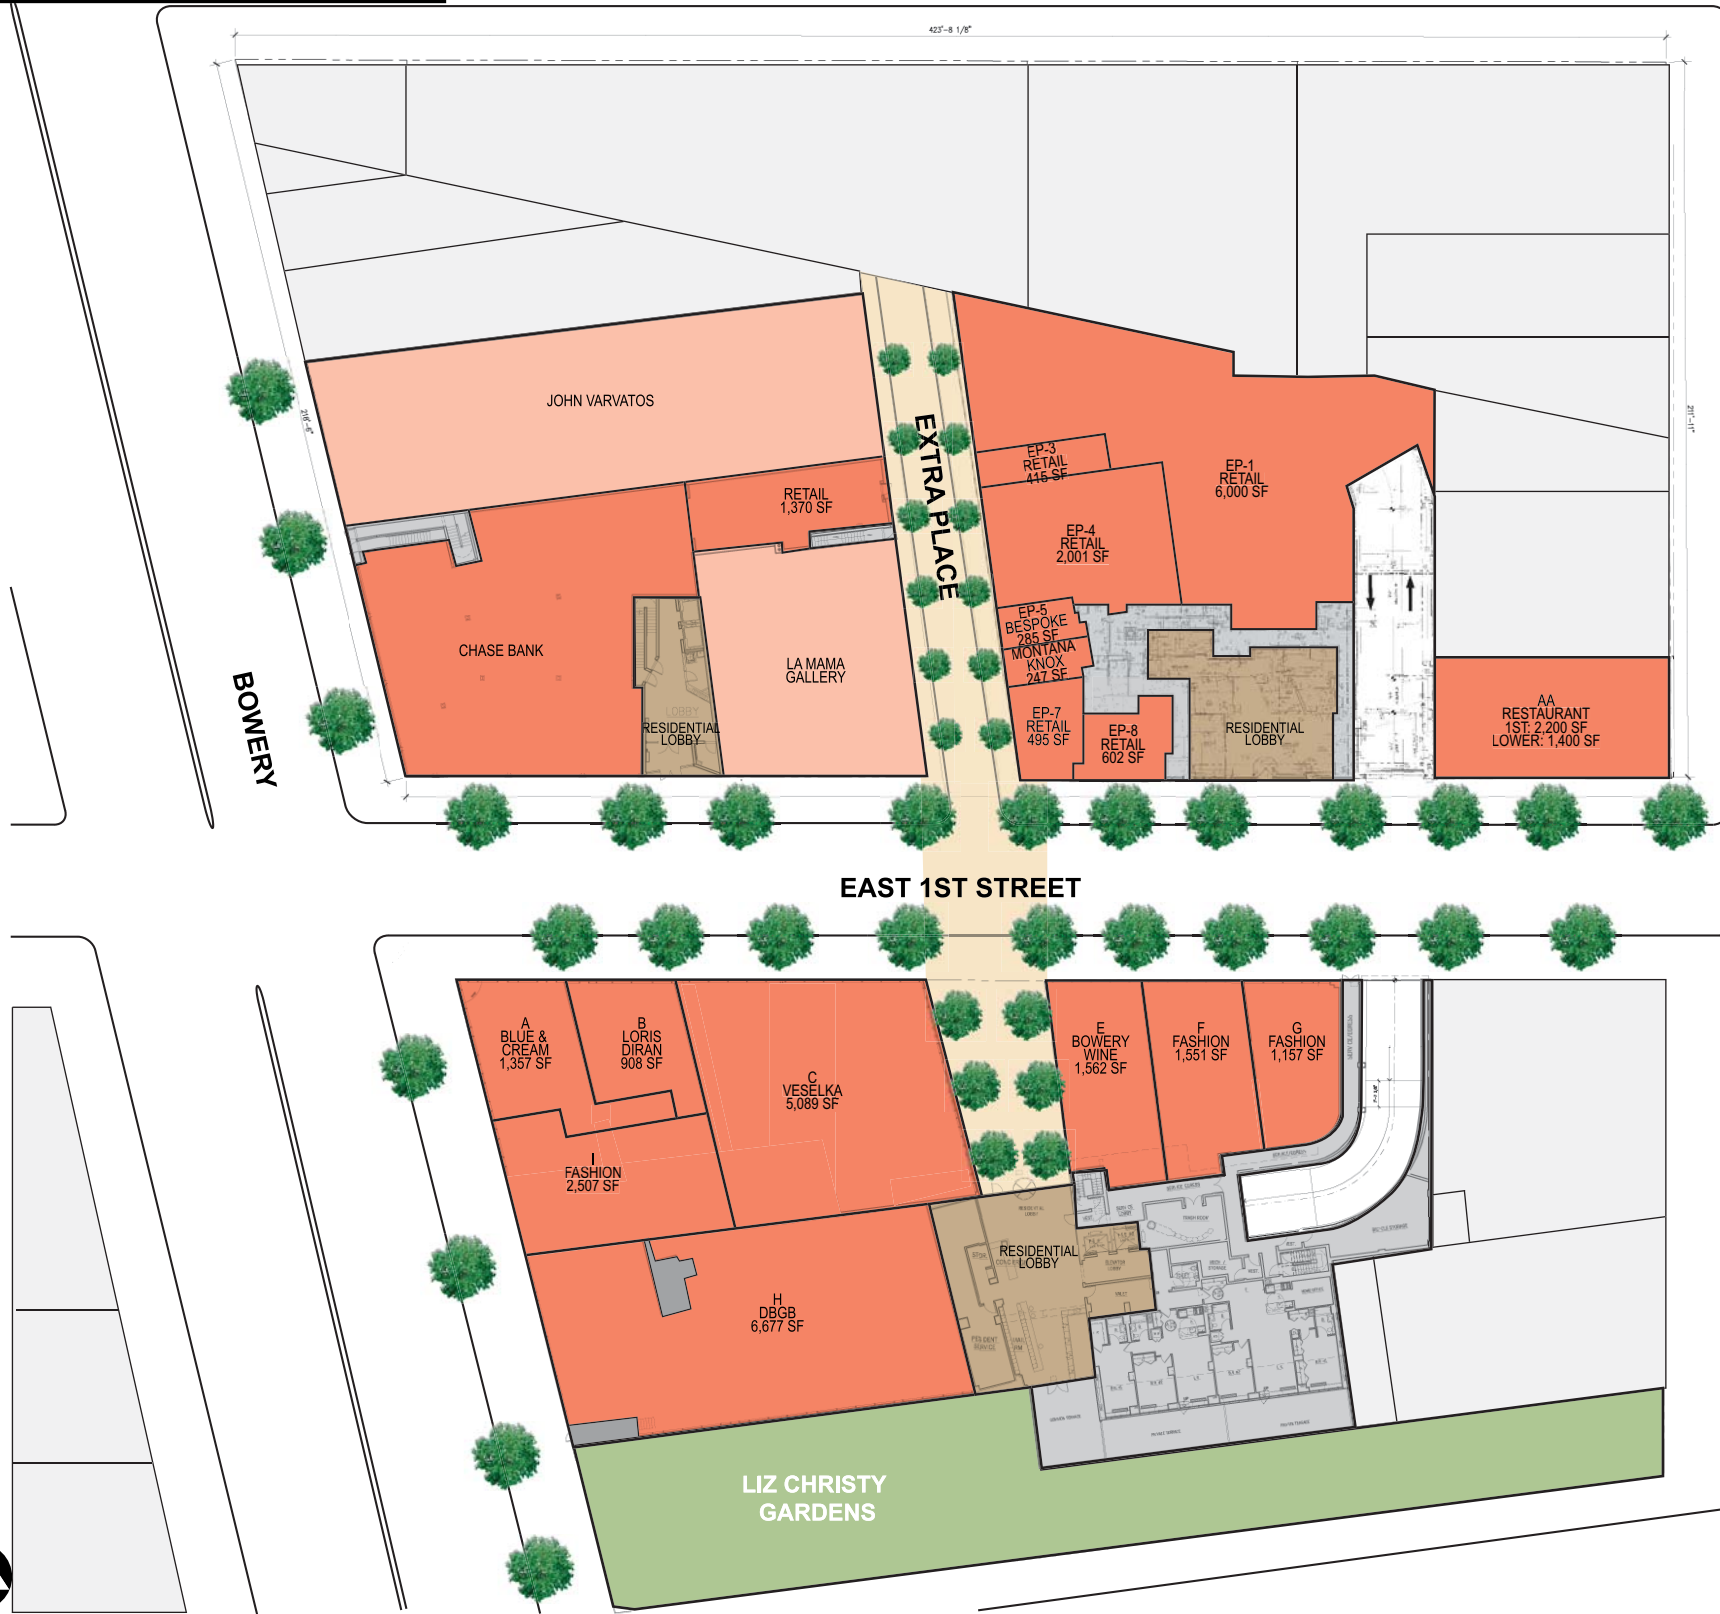 423'-8 1/8"
218'-6"
211'-11"
JOHN VARVATOS
RETAIL
1,370 SF
CHASE BANK
LOBBY
RESIDENTIAL
LOBBY
LA MAMA
GALLERY
EXTRA PLACE
EP-3
RETAIL
415 SF
EP-1
RETAIL
6,000 SF
EP-4
RETAIL
2,001 SF
EP-5
BESPOKE
285 SF
MONTANA
KNOX
247 SF
EP-7
RETAIL
495 SF
EP-8
RETAIL
602 SF
RESIDENTIAL
LOBBY
AA
RESTAURANT
1ST: 2,200 SF
LOWER: 1,400 SF
BOWERY
EAST 1ST STREET
A
BLUE &
CREAM
1,357 SF
B
LORIS
DIRAN
908 SF
C
VESELKA
5,089 SF
E
BOWERY
WINE
1,562 SF
F
FASHION
1,551 SF
G
FASHION
1,157 SF
I
FASHION
2,507 SF
H
DBGB
6,677 SF
RESIDENTIAL
LOBBY
LIZ CHRISTY
GARDENS